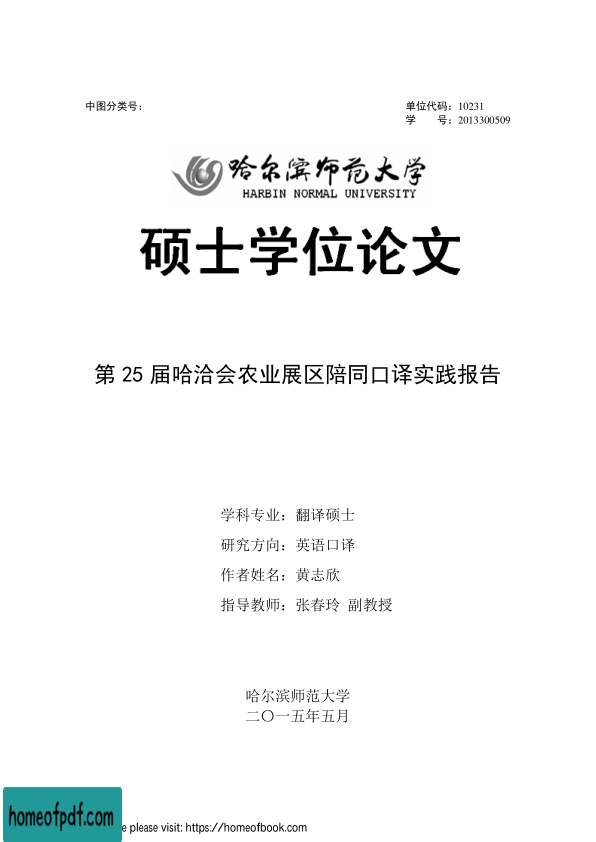 中图分类号：
单位代码：10231
学 号：2013300509
哈尔滨师范大学
HARBIN NORMAL UNIVERSITY
硕士学位论文
第 25 届哈洽会农业展区陪同口译实践报告
学科专业：翻译硕士
研究方向：英语口译
作者姓名：黄志欣
指导教师：张春玲 副教授
哈尔滨师范大学
二〇一五年五月
homeofpdf.com
please visit: https://homeofbook.com